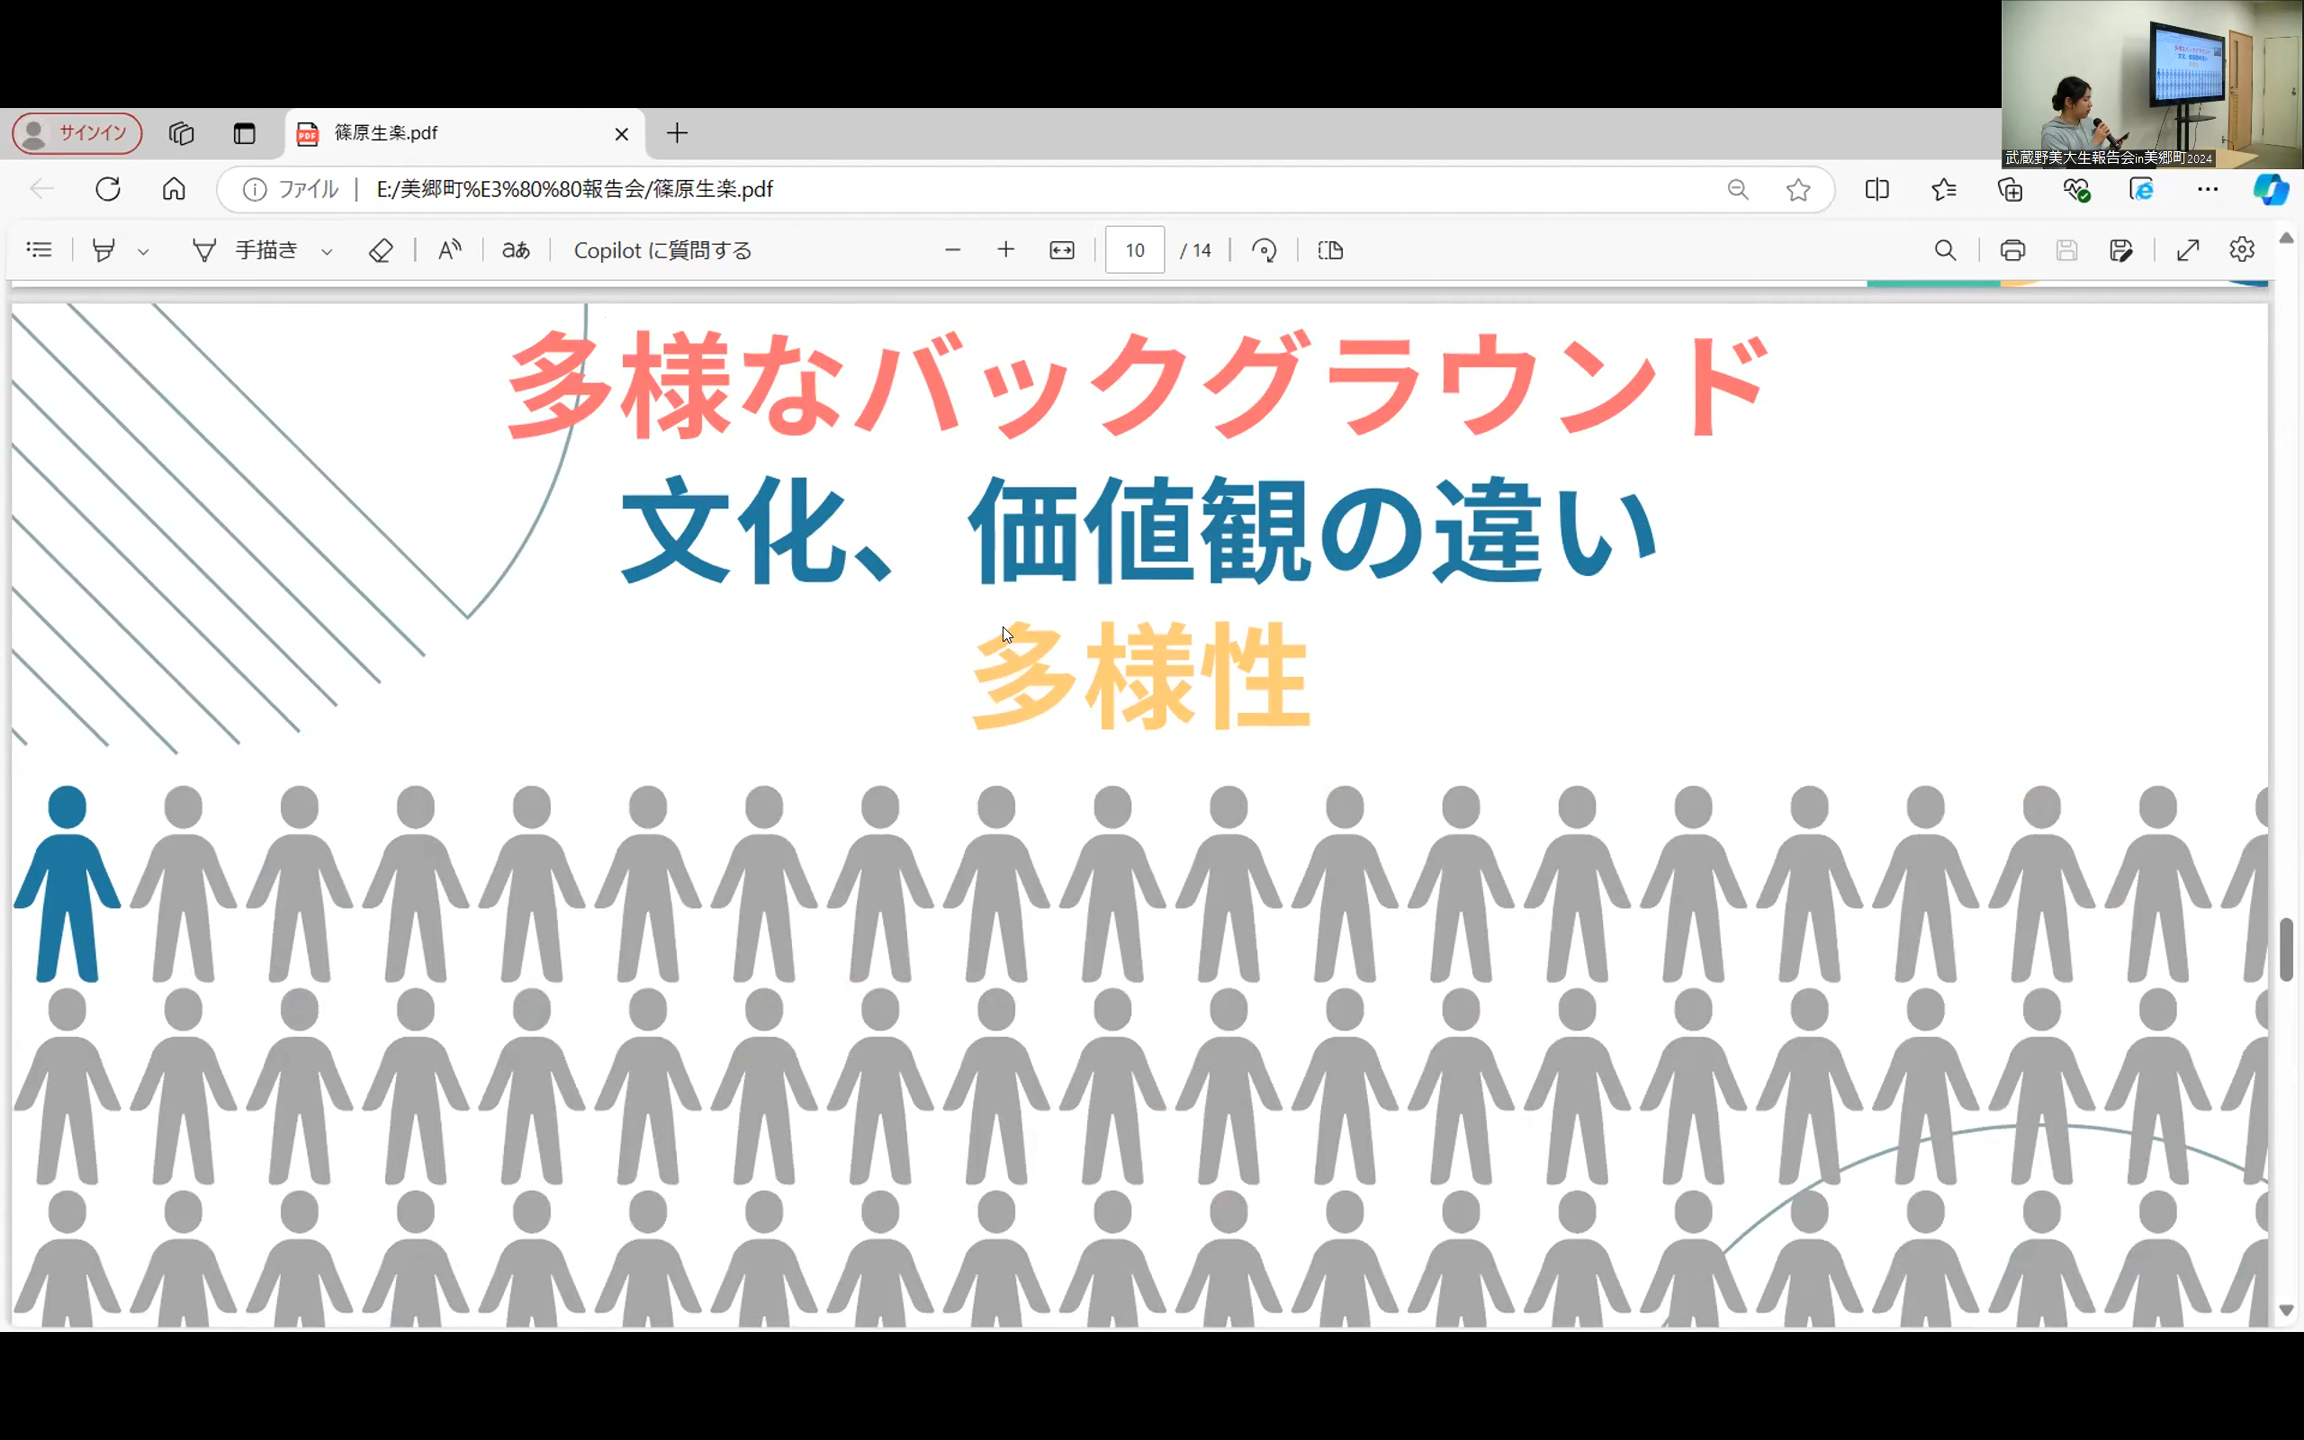 サインイン
篠原生楽.pdf
ファイル
E:/美郷町%E3%80%80報告会/篠原生楽.pdf
手描き
aあ
Copilot に質問する
10 / 14
多様なバックグラウンド
文化、価値観の違い
多様性
武蔵野美大生報告会in美郷町2024